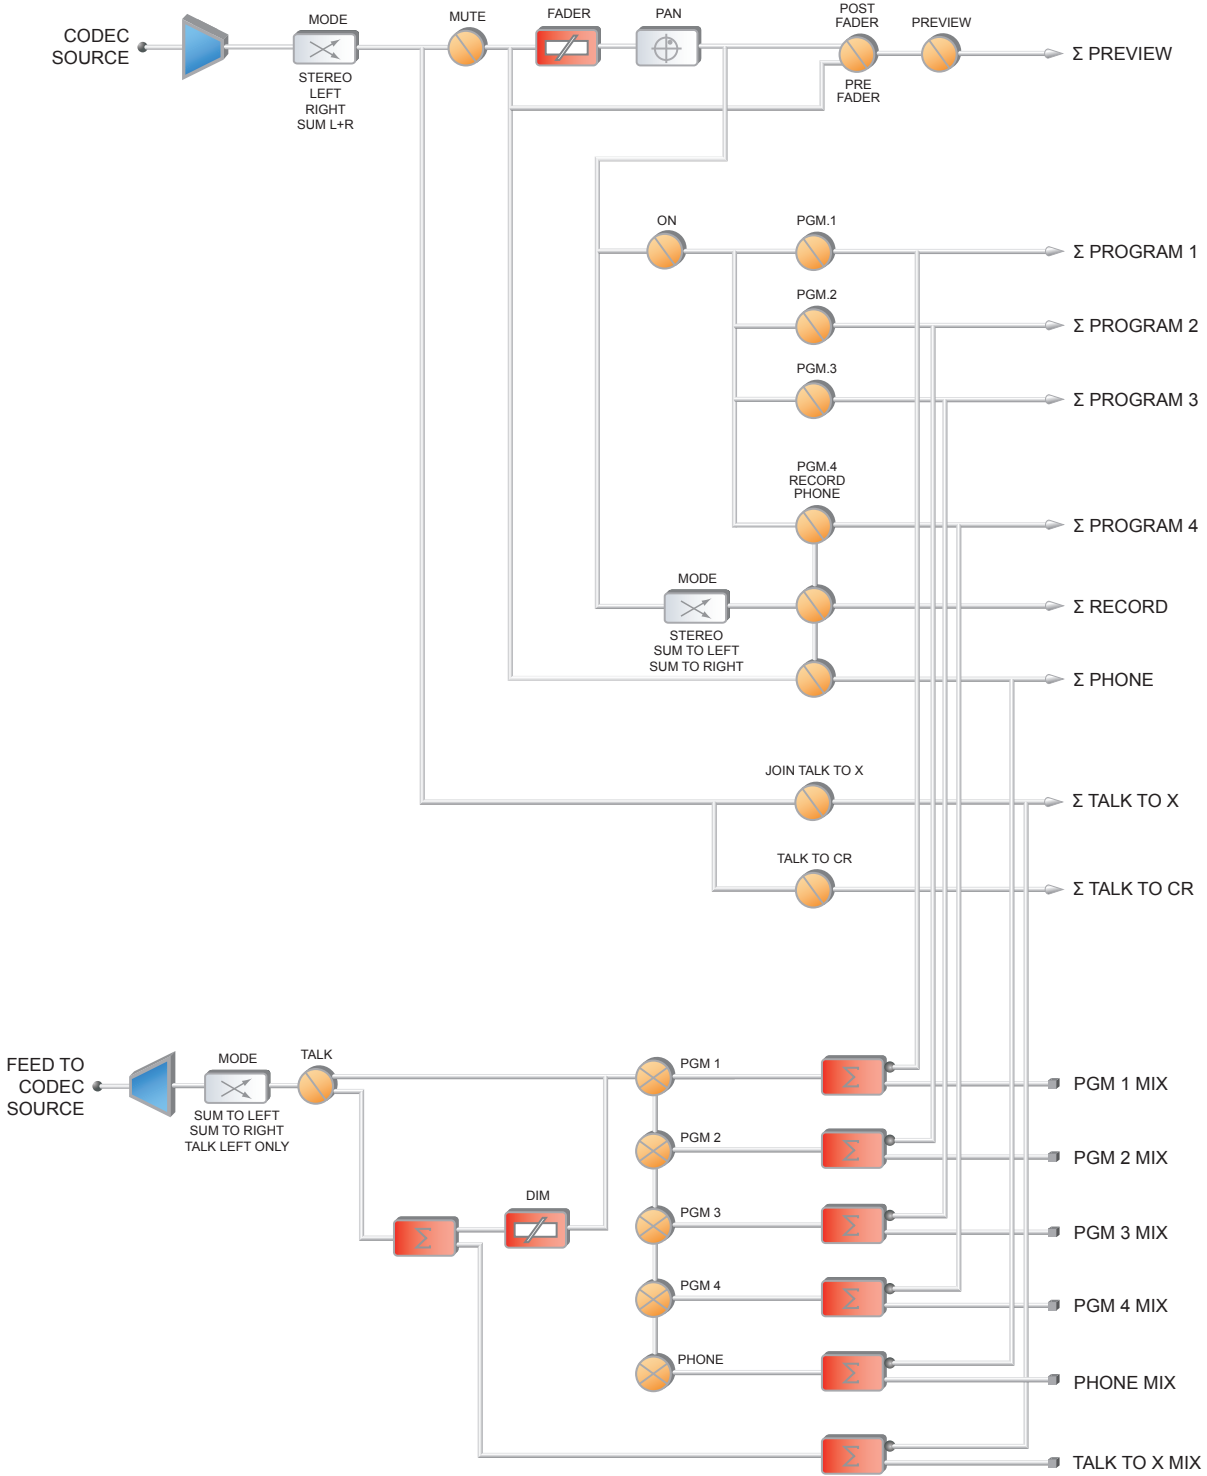 CODEC
SOURCE
MODE
STEREO
LEFT
RIGHT
SUM L+R
MUTE
FADER
PAN
POST
FADER
PRE
FADER
PREVIEW
Σ PREVIEW
ON
PGM.1
Σ PROGRAM 1
PGM.2
Σ PROGRAM 2
PGM.3
Σ PROGRAM 3
PGM.4
RECORD
PHONE
Σ PROGRAM 4
MODE
STEREO
SUM TO LEFT
SUM TO RIGHT
Σ RECORD
Σ PHONE
JOIN TALK TO X
Σ TALK TO X
TALK TO CR
Σ TALK TO CR
FEED TO
CODEC
SOURCE
MODE
SUM TO LEFT
SUM TO RIGHT
TALK LEFT ONLY
TALK
Σ
DIM
PGM 1
Σ
PGM 1 MIX
PGM 2
Σ
PGM 2 MIX
PGM 3
Σ
PGM 3 MIX
PGM 4
Σ
PGM 4 MIX
PHONE
Σ
PHONE MIX
Σ
TALK TO X MIX